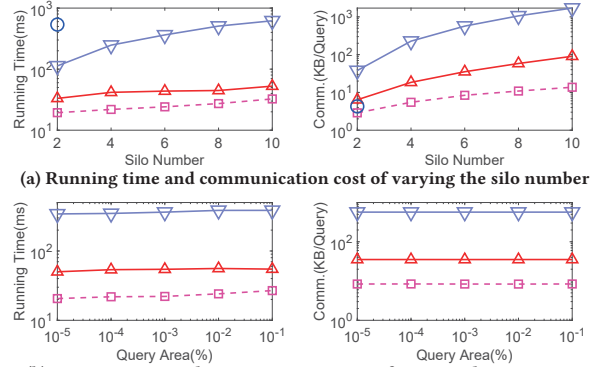 10^3
10^2
10^1
Running Time(ms)
2 4 6 8 10
Silo Number
10^3
10^2
10^1
10^0
Comm.(KB/Query)
2 4 6 8 10
Silo Number
(a) Running time and communication cost of varying the silo number
10^2
10^1
Running Time(ms)
10^-5 10^-4 10^-3 10^-2 10^-1
Query Area(%)
10^2
10^0
Comm.(KB/Query)
10^-5 10^-4 10^-3 10^-2 10^-1
Query Area(%)